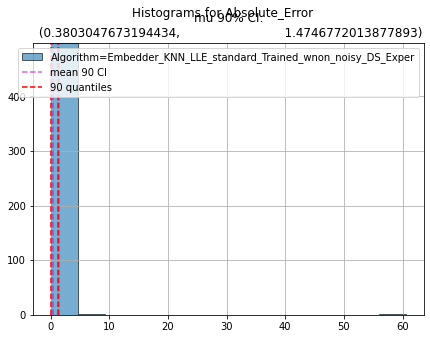 Histograms for Absolute_Error
mu 90% CI:
(0.3803047673194434, 1.4746772013877893)
Algorithm=Embedder_KNN_LLE_standard_Trained_wnon_noisy_DS_Exper
mean 90 CI
90 quantiles
400
300
200
100
0
0 10 20 30 40 50 60